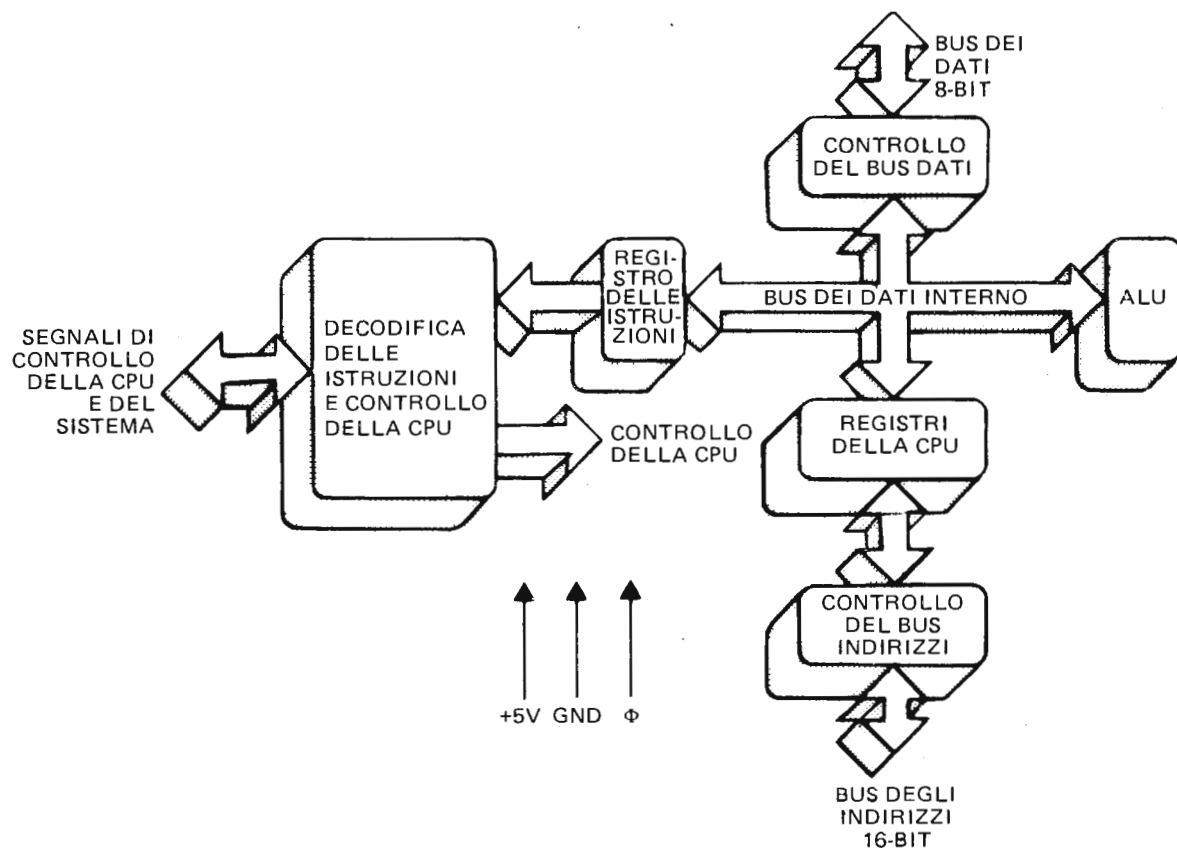 BUS DEI
DATI
8-BIT
CONTROLLO
DEL BUS DATI
REGI-
STRO
DELLE
ISTRU-
ZIONI
BUS DEI DATI INTERNO
ALU
SEGNALI DI
CONTROLLO
DELLA CPU
E DEL
SISTEMA
DECODIFICA
DELLE
ISTRUZIONI
E CONTROLLO
DELLA CPU
CONTROLLO
DELLA CPU
REGISTRI
DELLA CPU
CONTROLLO
DEL BUS
INDIRIZZI
+5V GND Φ
BUS DEGLI
INDIRIZZI
16-BIT